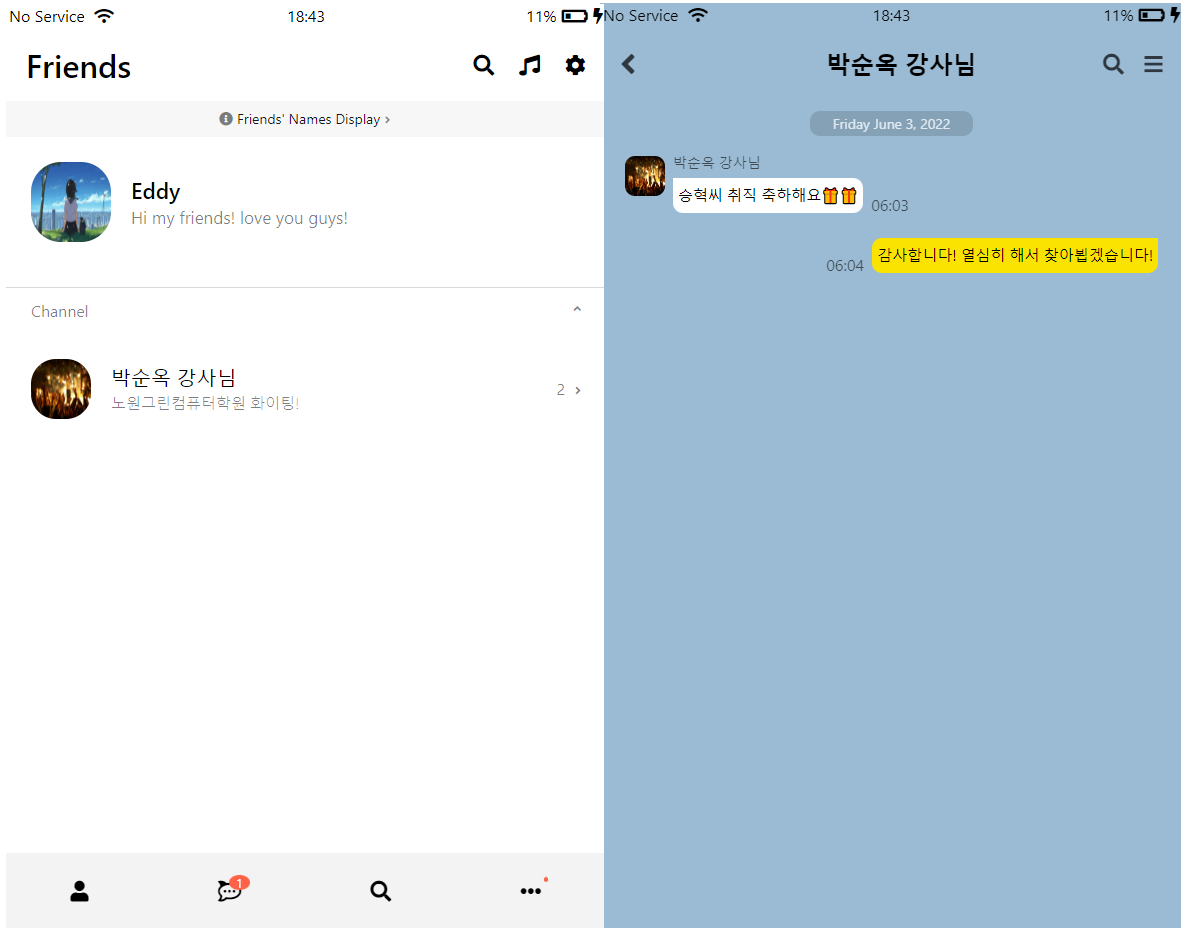 No Service 18:43 11%
Friends
Friends' Names Display
Eddy
Hi my friends! love you guys!
Channel
박순옥 강사님
노원그린컴퓨터학원 화이팅!
2
1
No Service 18:43 11%
박순옥 강사님
Friday June 3, 2022
박순옥 강사님
승혁씨 취직 축하해요🎁🎁 06:03
06:04 감사합니다! 열심히 해서 찾아뵙겠습니다!